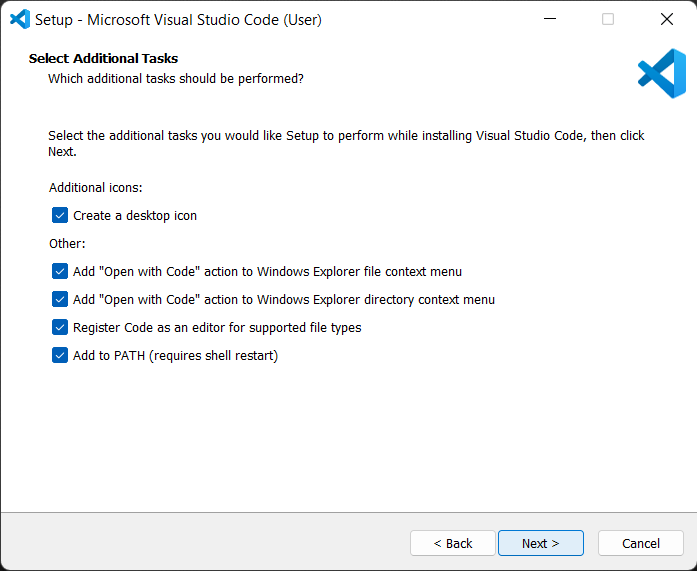 Setup - Microsoft Visual Studio Code (User)
Select Additional Tasks
Which additional tasks should be performed?
Select the additional tasks you would like Setup to perform while installing Visual Studio Code, then click
Next.
Additional icons:
Create a desktop icon
Other:
Add "Open with Code" action to Windows Explorer file context menu
Add "Open with Code" action to Windows Explorer directory context menu
Register Code as an editor for supported file types
Add to PATH (requires shell restart)
< Back Next > Cancel